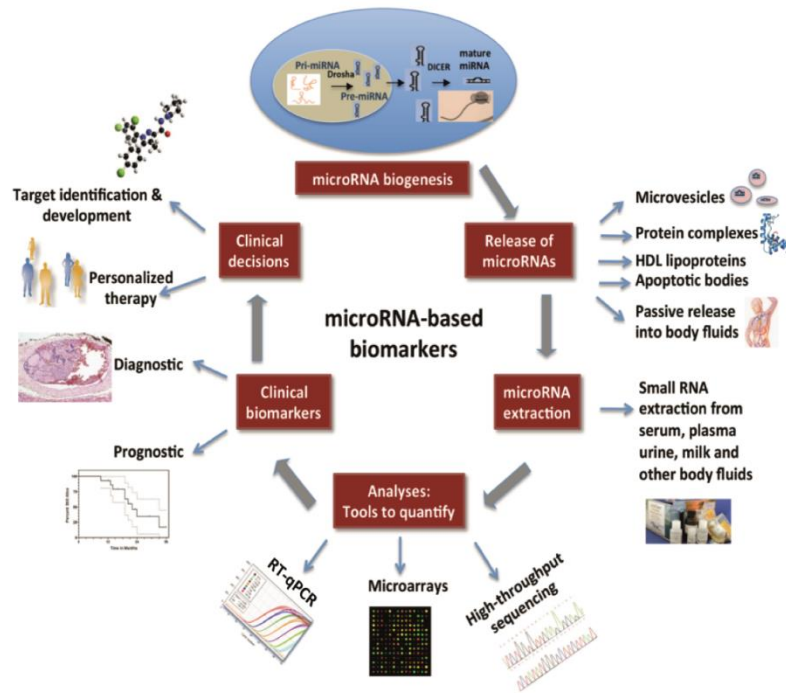 Pri-miRNA
Drosha
Pre-miRNA
DICER
mature
miRNA
microRNA biogenesis
Release of
microRNAs
Microvesicles
Protein complexes
HDL lipoproteins
Apoptotic bodies
Passive release
into body fluids
microRNA
extraction
Small RNA
extraction from
serum, plasma
urine, milk and
other body fluids
Analyses:
Tools to quantify
RT-qPCR
Microarrays
High-throughput
sequencing
Clinical
biomarkers
Diagnostic
Prognostic
Time in Months
Clinical
decisions
Target identification &
development
Personalized
therapy
microRNA-based
biomarkers